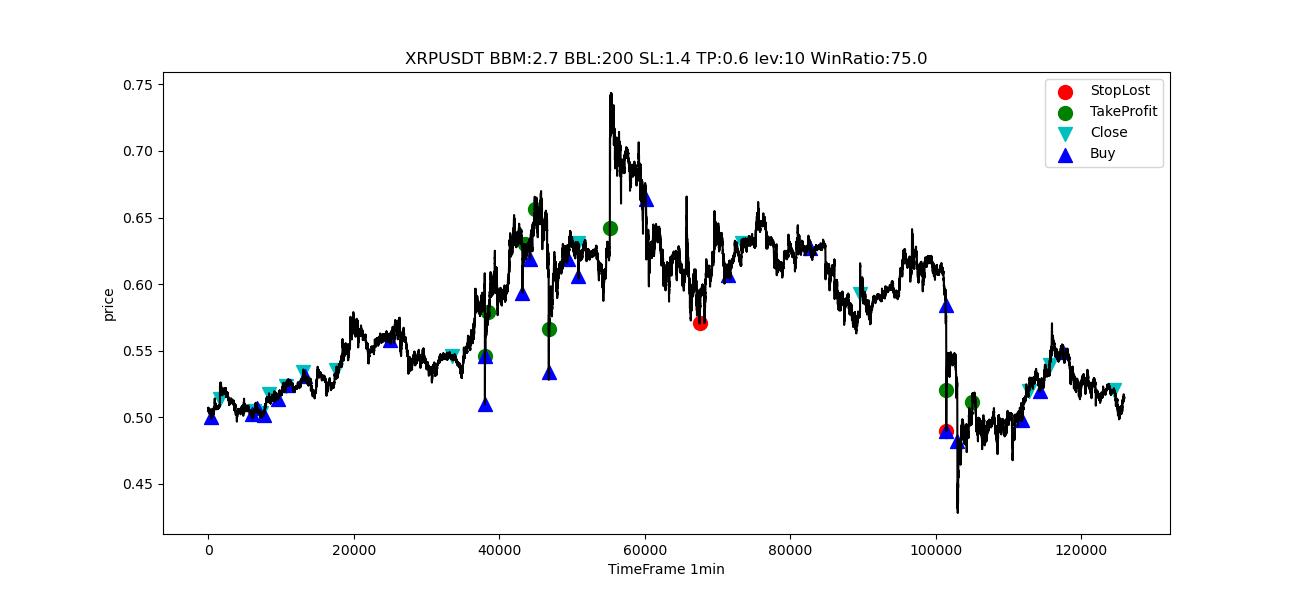 XRPUSDT BBM:2.7 BBL:200 SL:1.4 TP:0.6 lev:10 WinRatio:75.0
StopLost
TakeProfit
Close
Buy
price
0.75
0.70
0.65
0.60
0.55
0.50
0.45
0
20000
40000
60000
80000
100000
120000
TimeFrame 1min